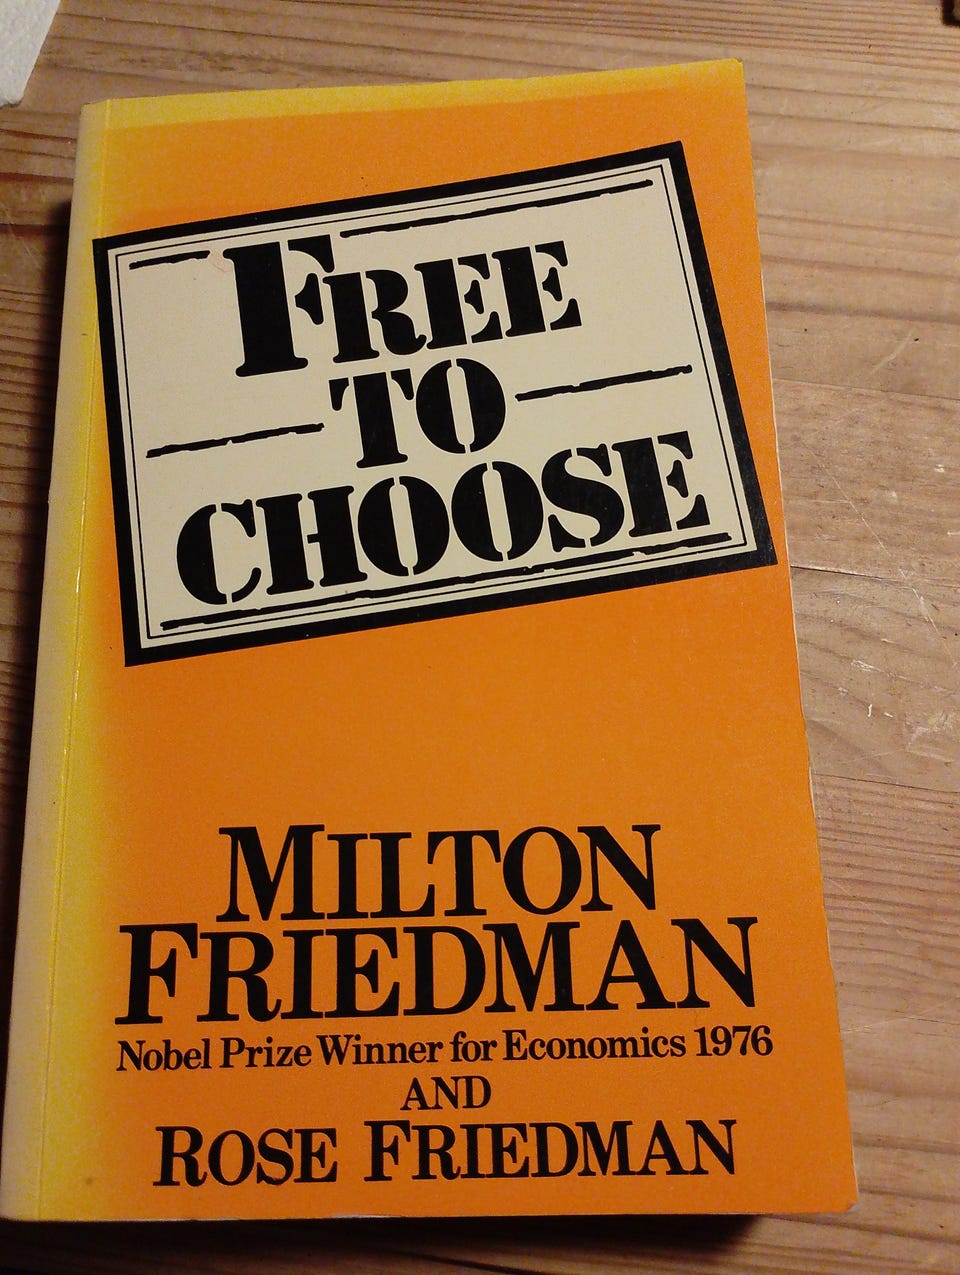 FREE
TO
CHOOSE
MILTON
FRIEDMAN
Nobel Prize Winner for Economics 1976
AND
ROSE FRIEDMAN